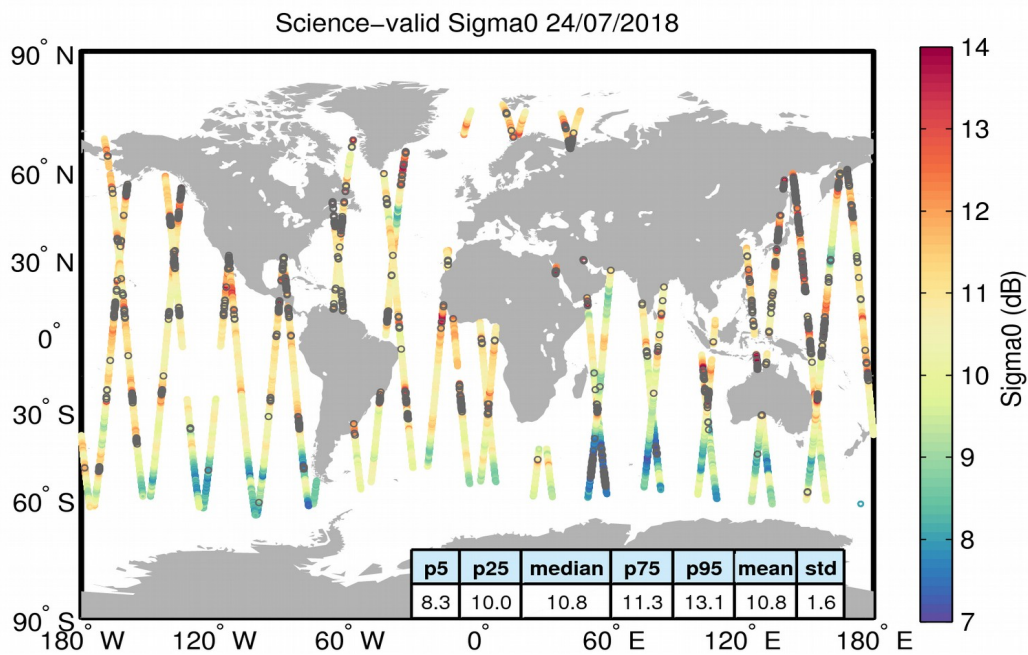 Science−valid Sigma0 24/07/2018
90° N
60° N
30° N
0°
30° S
60° S
90° S
180° W
120° W
60° W
0°
60° E
120° E
180° E
p5 p25 median p75 p95 mean std
8.3 10.0 10.8 11.3 13.1 10.8 1.6
14
13
12
11
10
9
8
7
Sigma0 (dB)